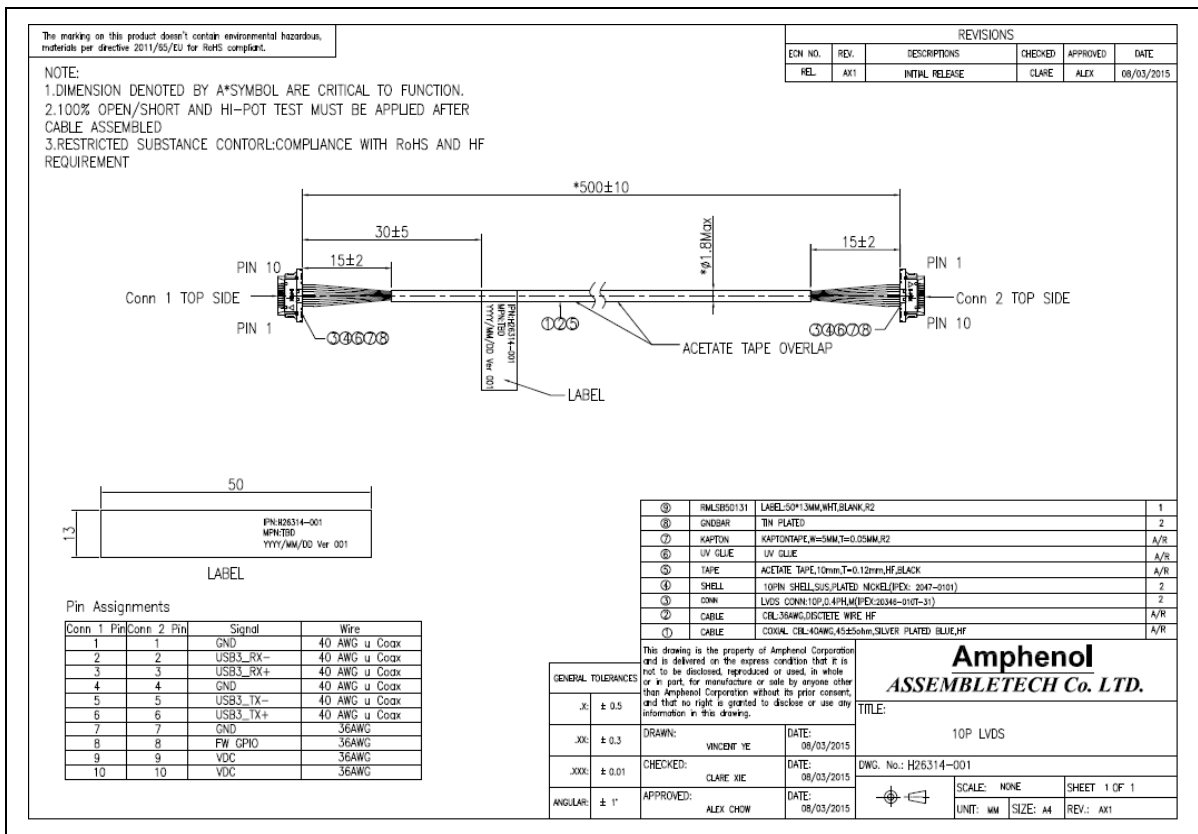 The marking on this product doesn't contain environmental hazardous,
materials per directive 2011/65/EU for RoHS compliant.
REVISIONS
ECN NO. REV. DESCRIPTIONS CHECKED APPROVED DATE
REL. AX1 INITIAL RELEASE CLARE ALEX 08/03/2015
NOTE:
1.DIMENSION DENOTED BY A*SYMBOL ARE CRITICAL TO FUNCTION.
2.100% OPEN/SHORT AND HI-POT TEST MUST BE APPLIED AFTER
CABLE ASSEMBLED
3.RESTRICTED SUBSTANCE CONTORL:COMPLIANCE WITH RoHS AND HF
REQUIREMENT
*500±10
30±5
15±2
*ø1.8Max
15±2
PIN 10
Conn 1 TOP SIDE
PIN 1
③④⑥⑦⑧
IPN:H26314-001
MPN:TBD
YYYY/MM/DD Ver 001
①②⑤
ACETATE TAPE OVERLAP
LABEL
③④⑥⑦⑧
PIN 1
Conn 2 TOP SIDE
PIN 10
50
13
IPN:H26314-001
MPN:TBD
YYYY/MM/DD Ver 001
LABEL
Pin Assignments
Conn 1 Pin Conn 2 Pin Signal Wire
1 1 GND 40 AWG u Coax
2 2 USB3_RX- 40 AWG u Coax
3 3 USB3_RX+ 40 AWG u Coax
4 4 GND 40 AWG u Coax
5 5 USB3_TX- 40 AWG u Coax
6 6 USB3_TX+ 40 AWG u Coax
7 7 GND 36AWG
8 8 FW GPIO 36AWG
9 9 VDC 36AWG
10 10 VDC 36AWG
⑨ RMLSB50131 LABEL:50*13MM,WHT,BLANK,R2 1
⑧ GNDBAR TIN PLATED 2
⑦ KAPTON KAPTONTAPE,W=5MM,T=0.05MM,R2 A/R
⑥ UV GLUE UV GLUE A/R
⑤ TAPE ACETATE TAPE,10mm,T=0.12mm,HF,BLACK A/R
④ SHELL 10PIN SHELL,SUS,PLATED NICKEL(IPEX: 2047-0101) 2
③ CONN LVDS CONN:10P,0.4PH,M(IPEX:20346-010T-31) 2
② CABLE CBL:36AWG,DISCTETE WIRE HF A/R
① CABLE COXIAL CBL:40AWG,45±5ohm,SILVER PLATED BLUE,HF A/R
GENERAL TOLERANCES
.X: ± 0.5
.XX: ± 0.3
.XXX: ± 0.01
ANGULAR: ± 1°
This drawing is the property of Amphenol Corporation
and is delivered on the express condition that it is
not to be disclosed, reproduced or used, in whole
or in part, for manufacture or sale by anyone other
than Amphenol Corporation without its prior consent,
and that no right is granted to disclose or use any
information in this drawing.
DRAWN: VINCENT YE DATE: 08/03/2015
CHECKED: CLARE XIE DATE: 08/03/2015
APPROVED: ALEX CHOW DATE: 08/03/2015
Amphenol
ASSEMBLETECH Co. LTD.
TITLE:
10P LVDS
DWG. No.: H26314-001
SCALE: NONE SHEET 1 OF 1
UNIT: MM SIZE: A4 REV.: AX1